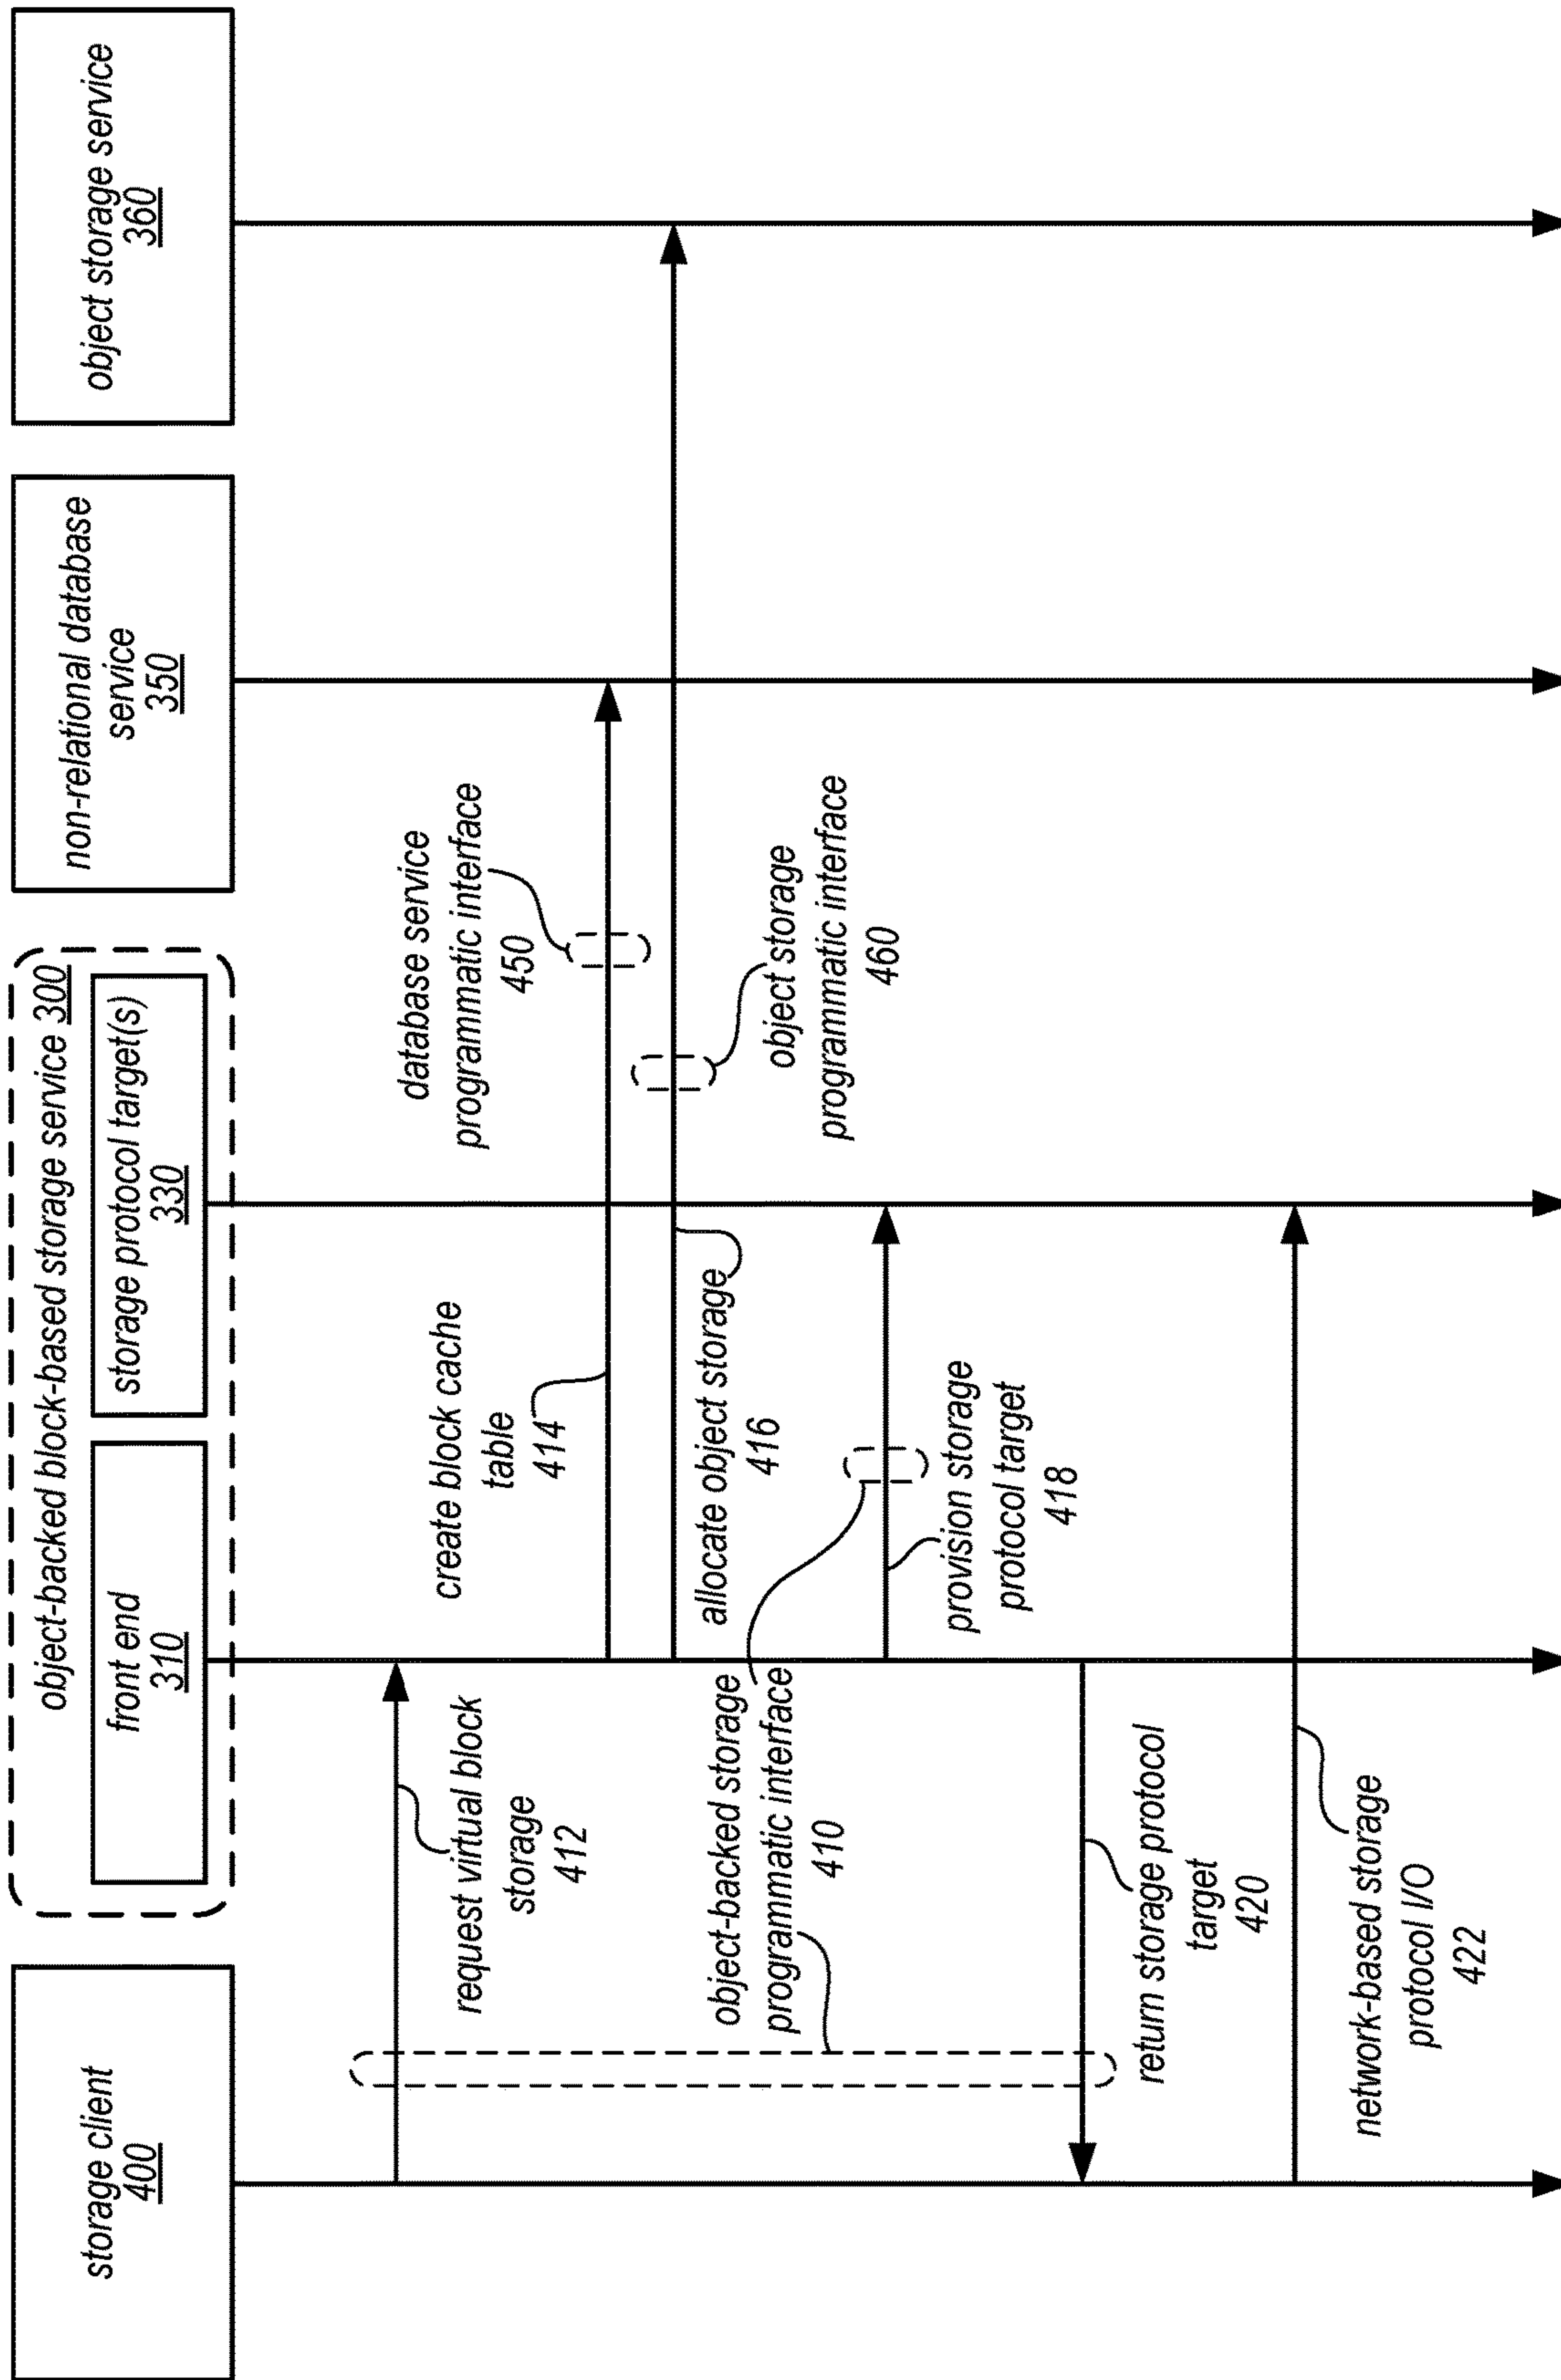 storage client
400
object-backed block-based storage service 300
front end
310
storage protocol target(s)
330
non-relational database
service
350
object storage service
360
request virtual block
storage
412
create block cache
table
414
database service
programmatic interface
450
allocate object storage
416
object storage
programmatic interface
460
object-backed storage
programmatic interface
410
provision storage
protocol target
418
return storage protocol
target
420
network-based storage
protocol I/O
422